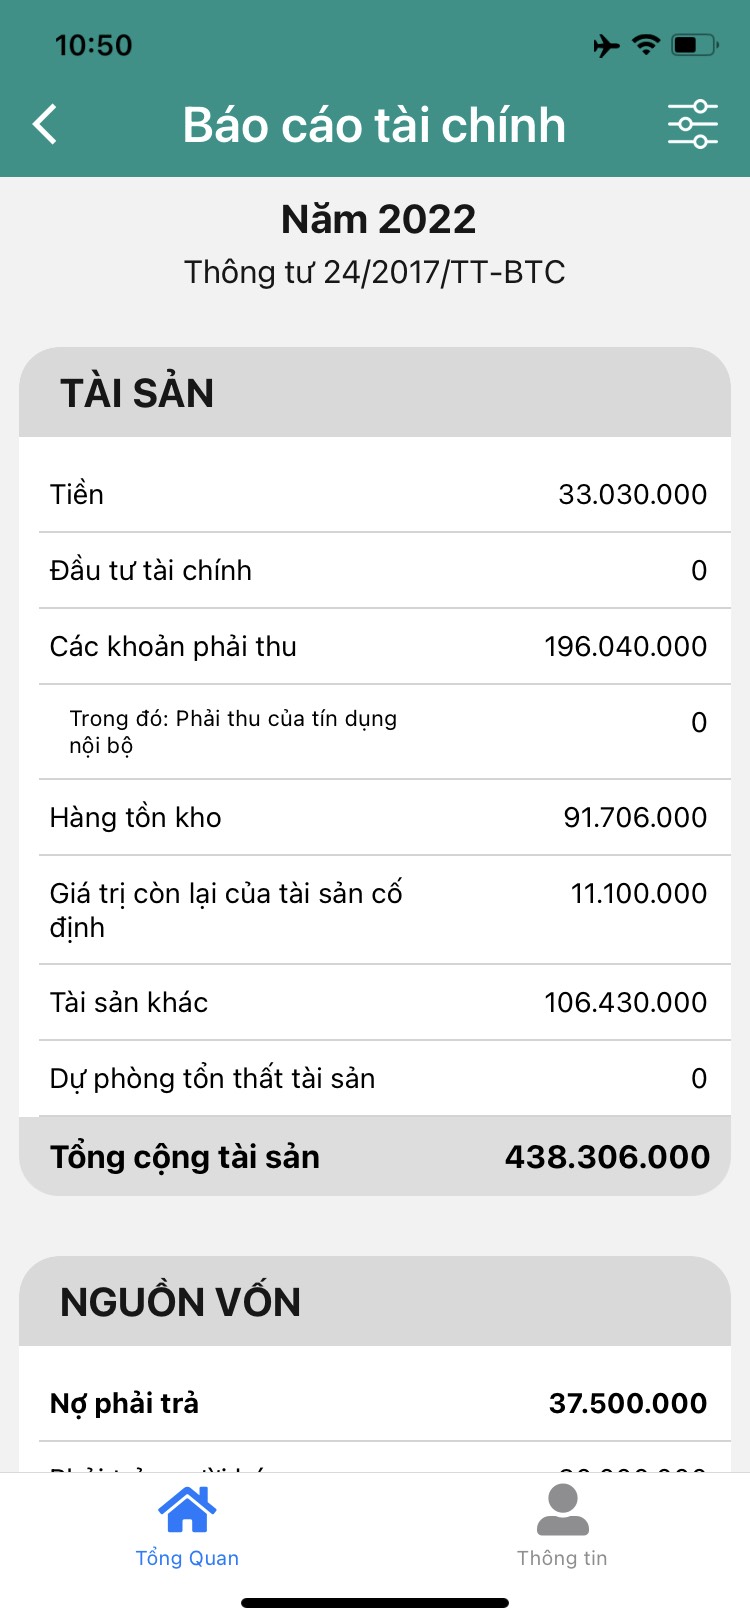 10:50
Báo cáo tài chính
Năm 2022
Thông tư 24/2017/TT-BTC
TÀI SẢN
Tiền 33.030.000
Đầu tư tài chính 0
Các khoản phải thu 196.040.000
Trong đó: Phải thu của tín dụng 0
nội bộ
Hàng tồn kho 91.706.000
Giá trị còn lại của tài sản cố 11.100.000
định
Tài sản khác 106.430.000
Dự phòng tổn thất tài sản 0
Tổng cộng tài sản 438.306.000
NGUỒN VỐN
Nợ phải trả 37.500.000
Tổng Quan
Thông tin